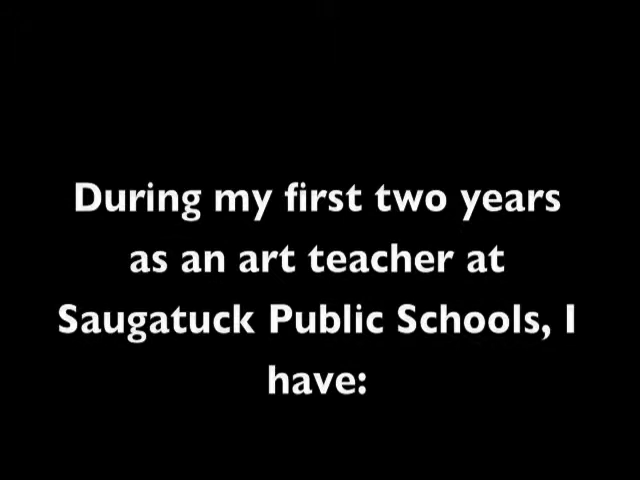 During my first two years
as an art teacher at
Saugatuck Public Schools, I
have: